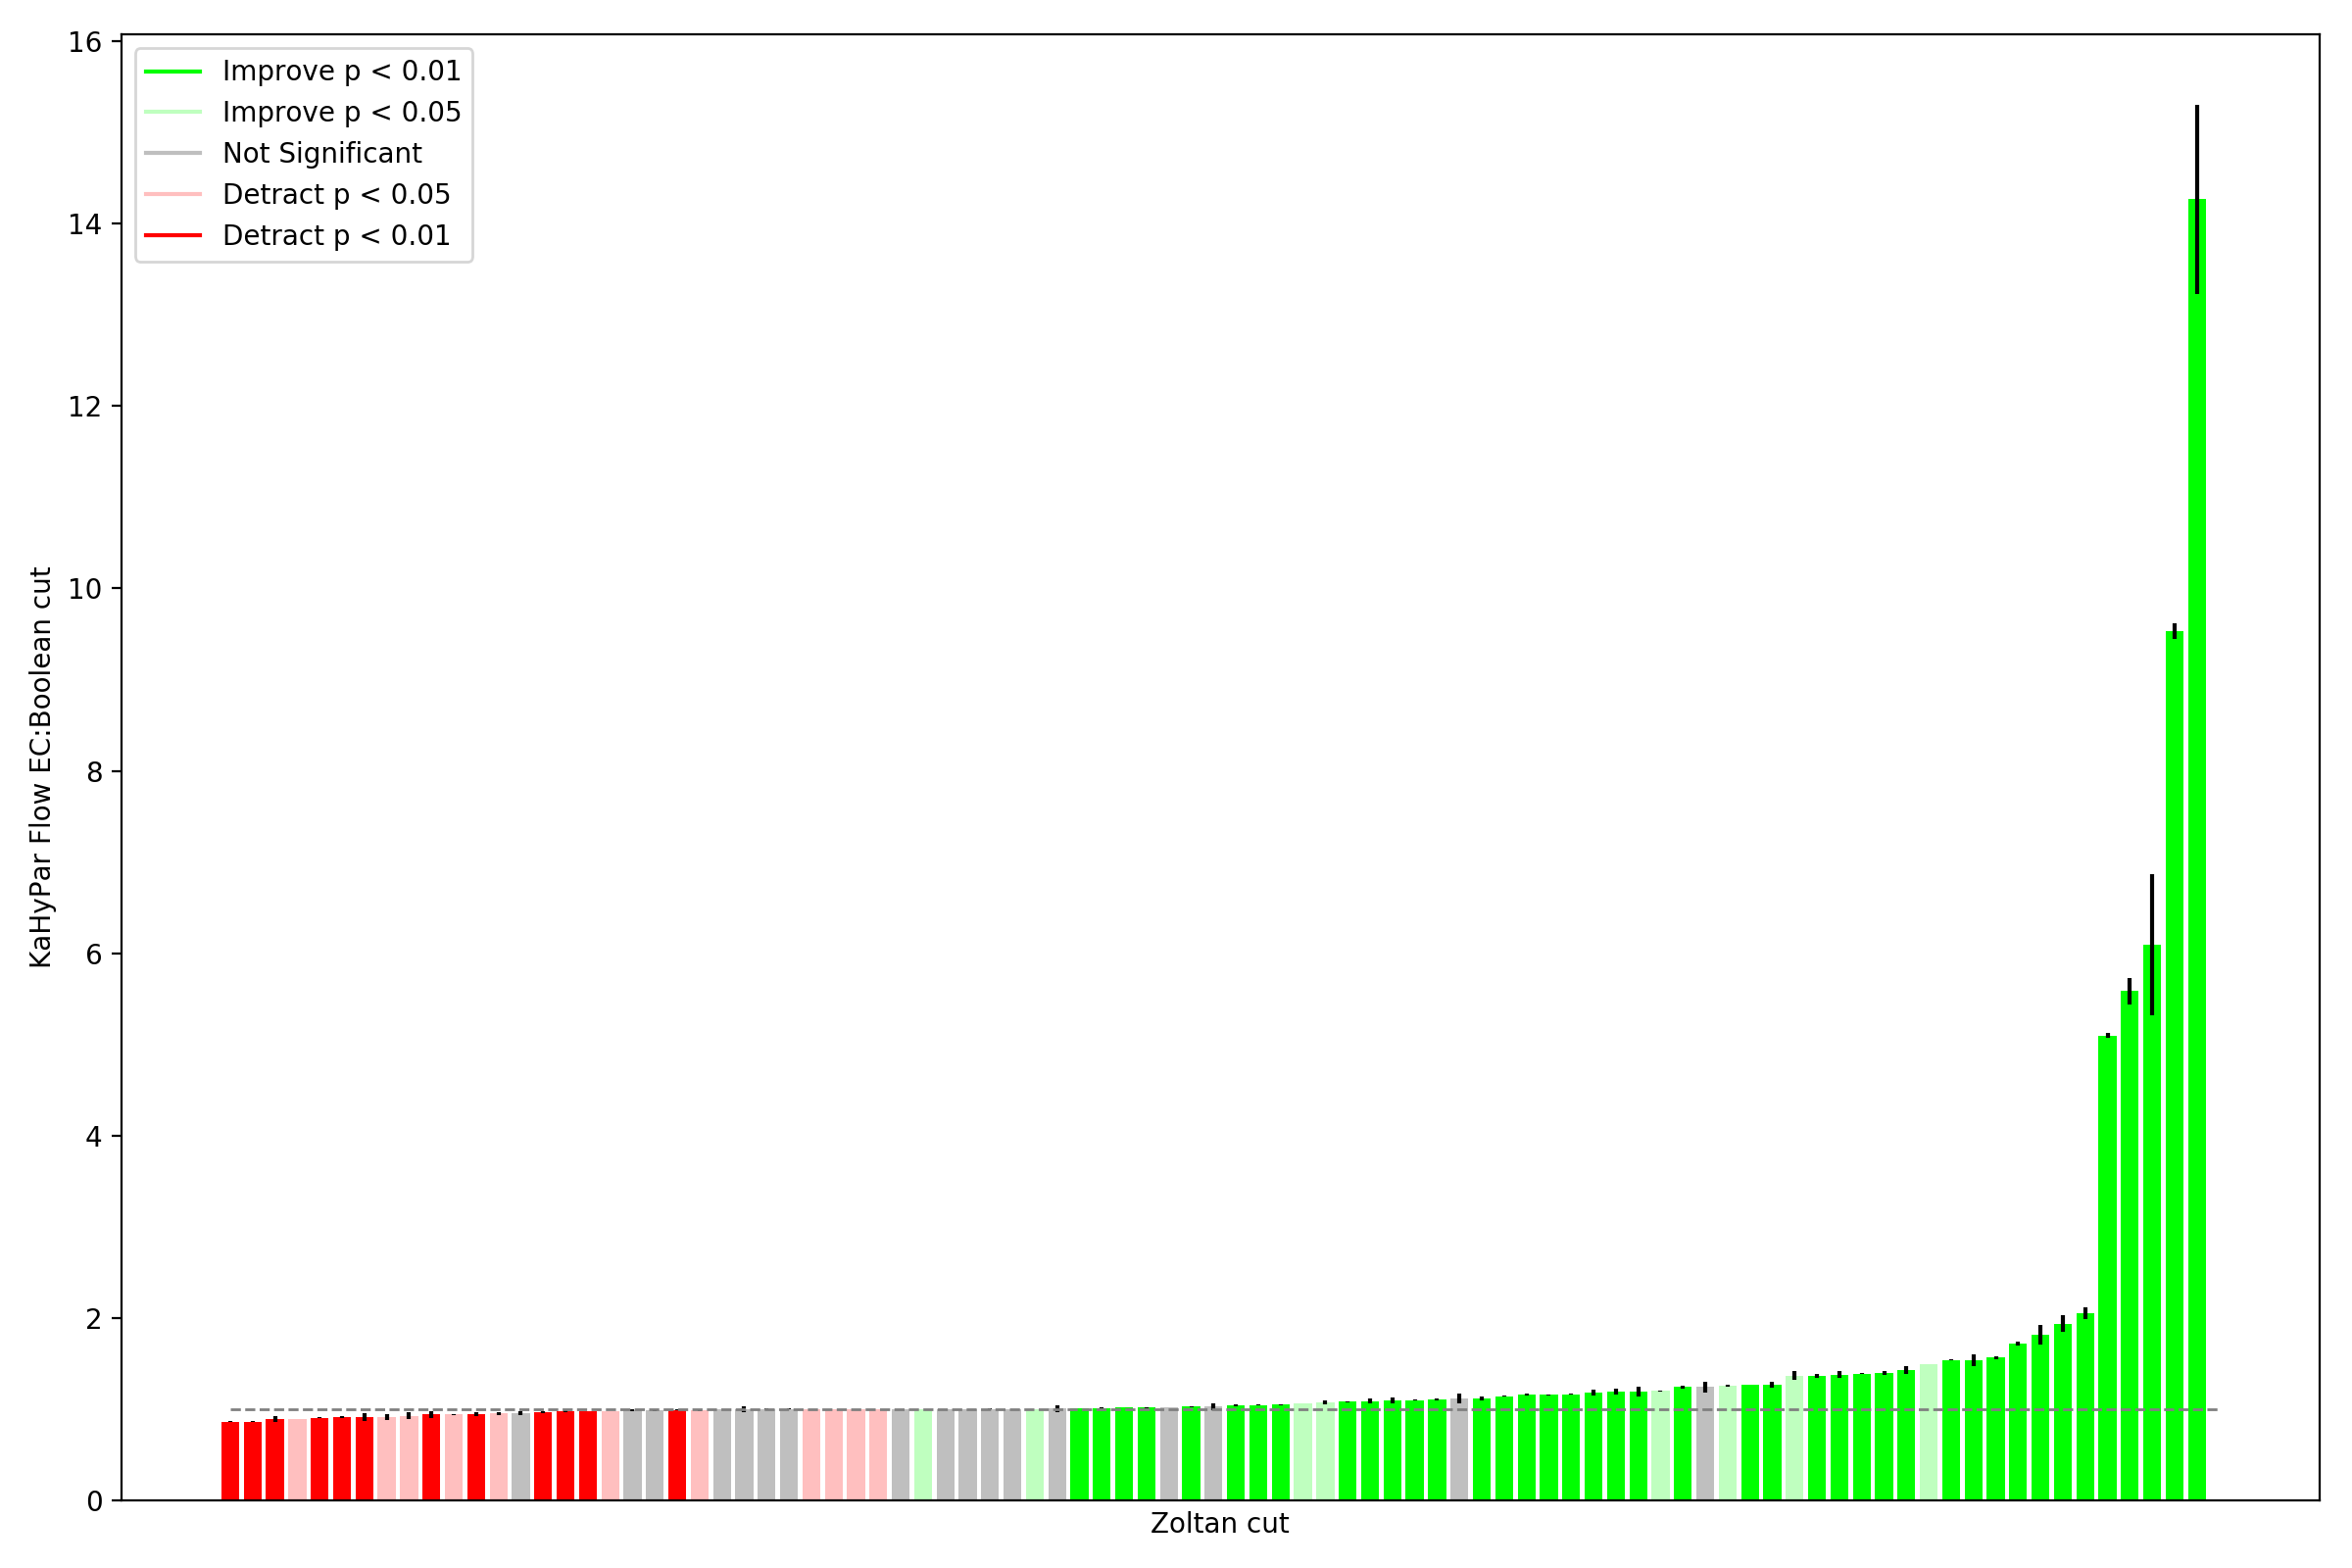 16
14
12
10
8
6
4
2
0
Improve p < 0.01
Improve p < 0.05
Not Significant
Detract p < 0.05
Detract p < 0.01
KaHyPar Flow EC:Boolean cut
Zoltan cut